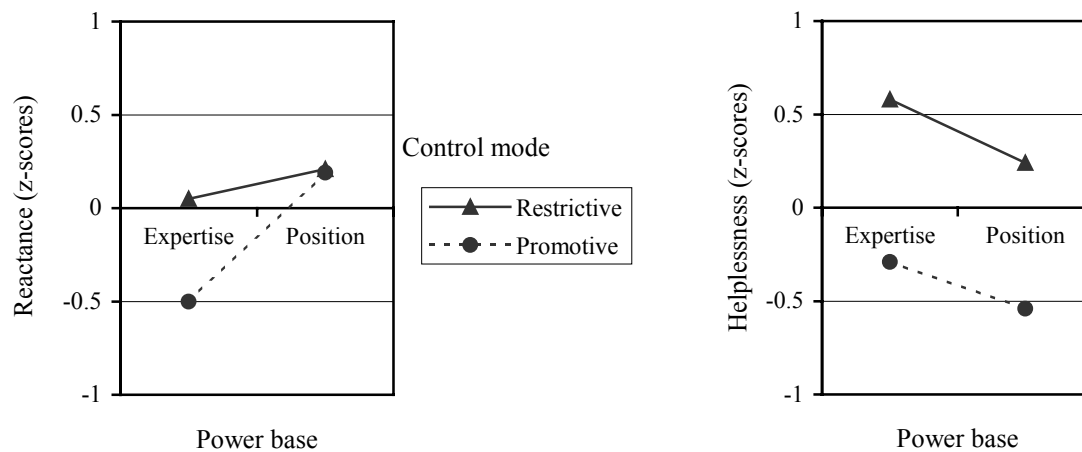 1
0.5
0
-0.5
-1
Reactance (z-scores)
Expertise
Position
Power base
Control mode
Restrictive
Promotive
1
0.5
0
-0.5
-1
Helplessness (z-scores)
Expertise
Position
Power base